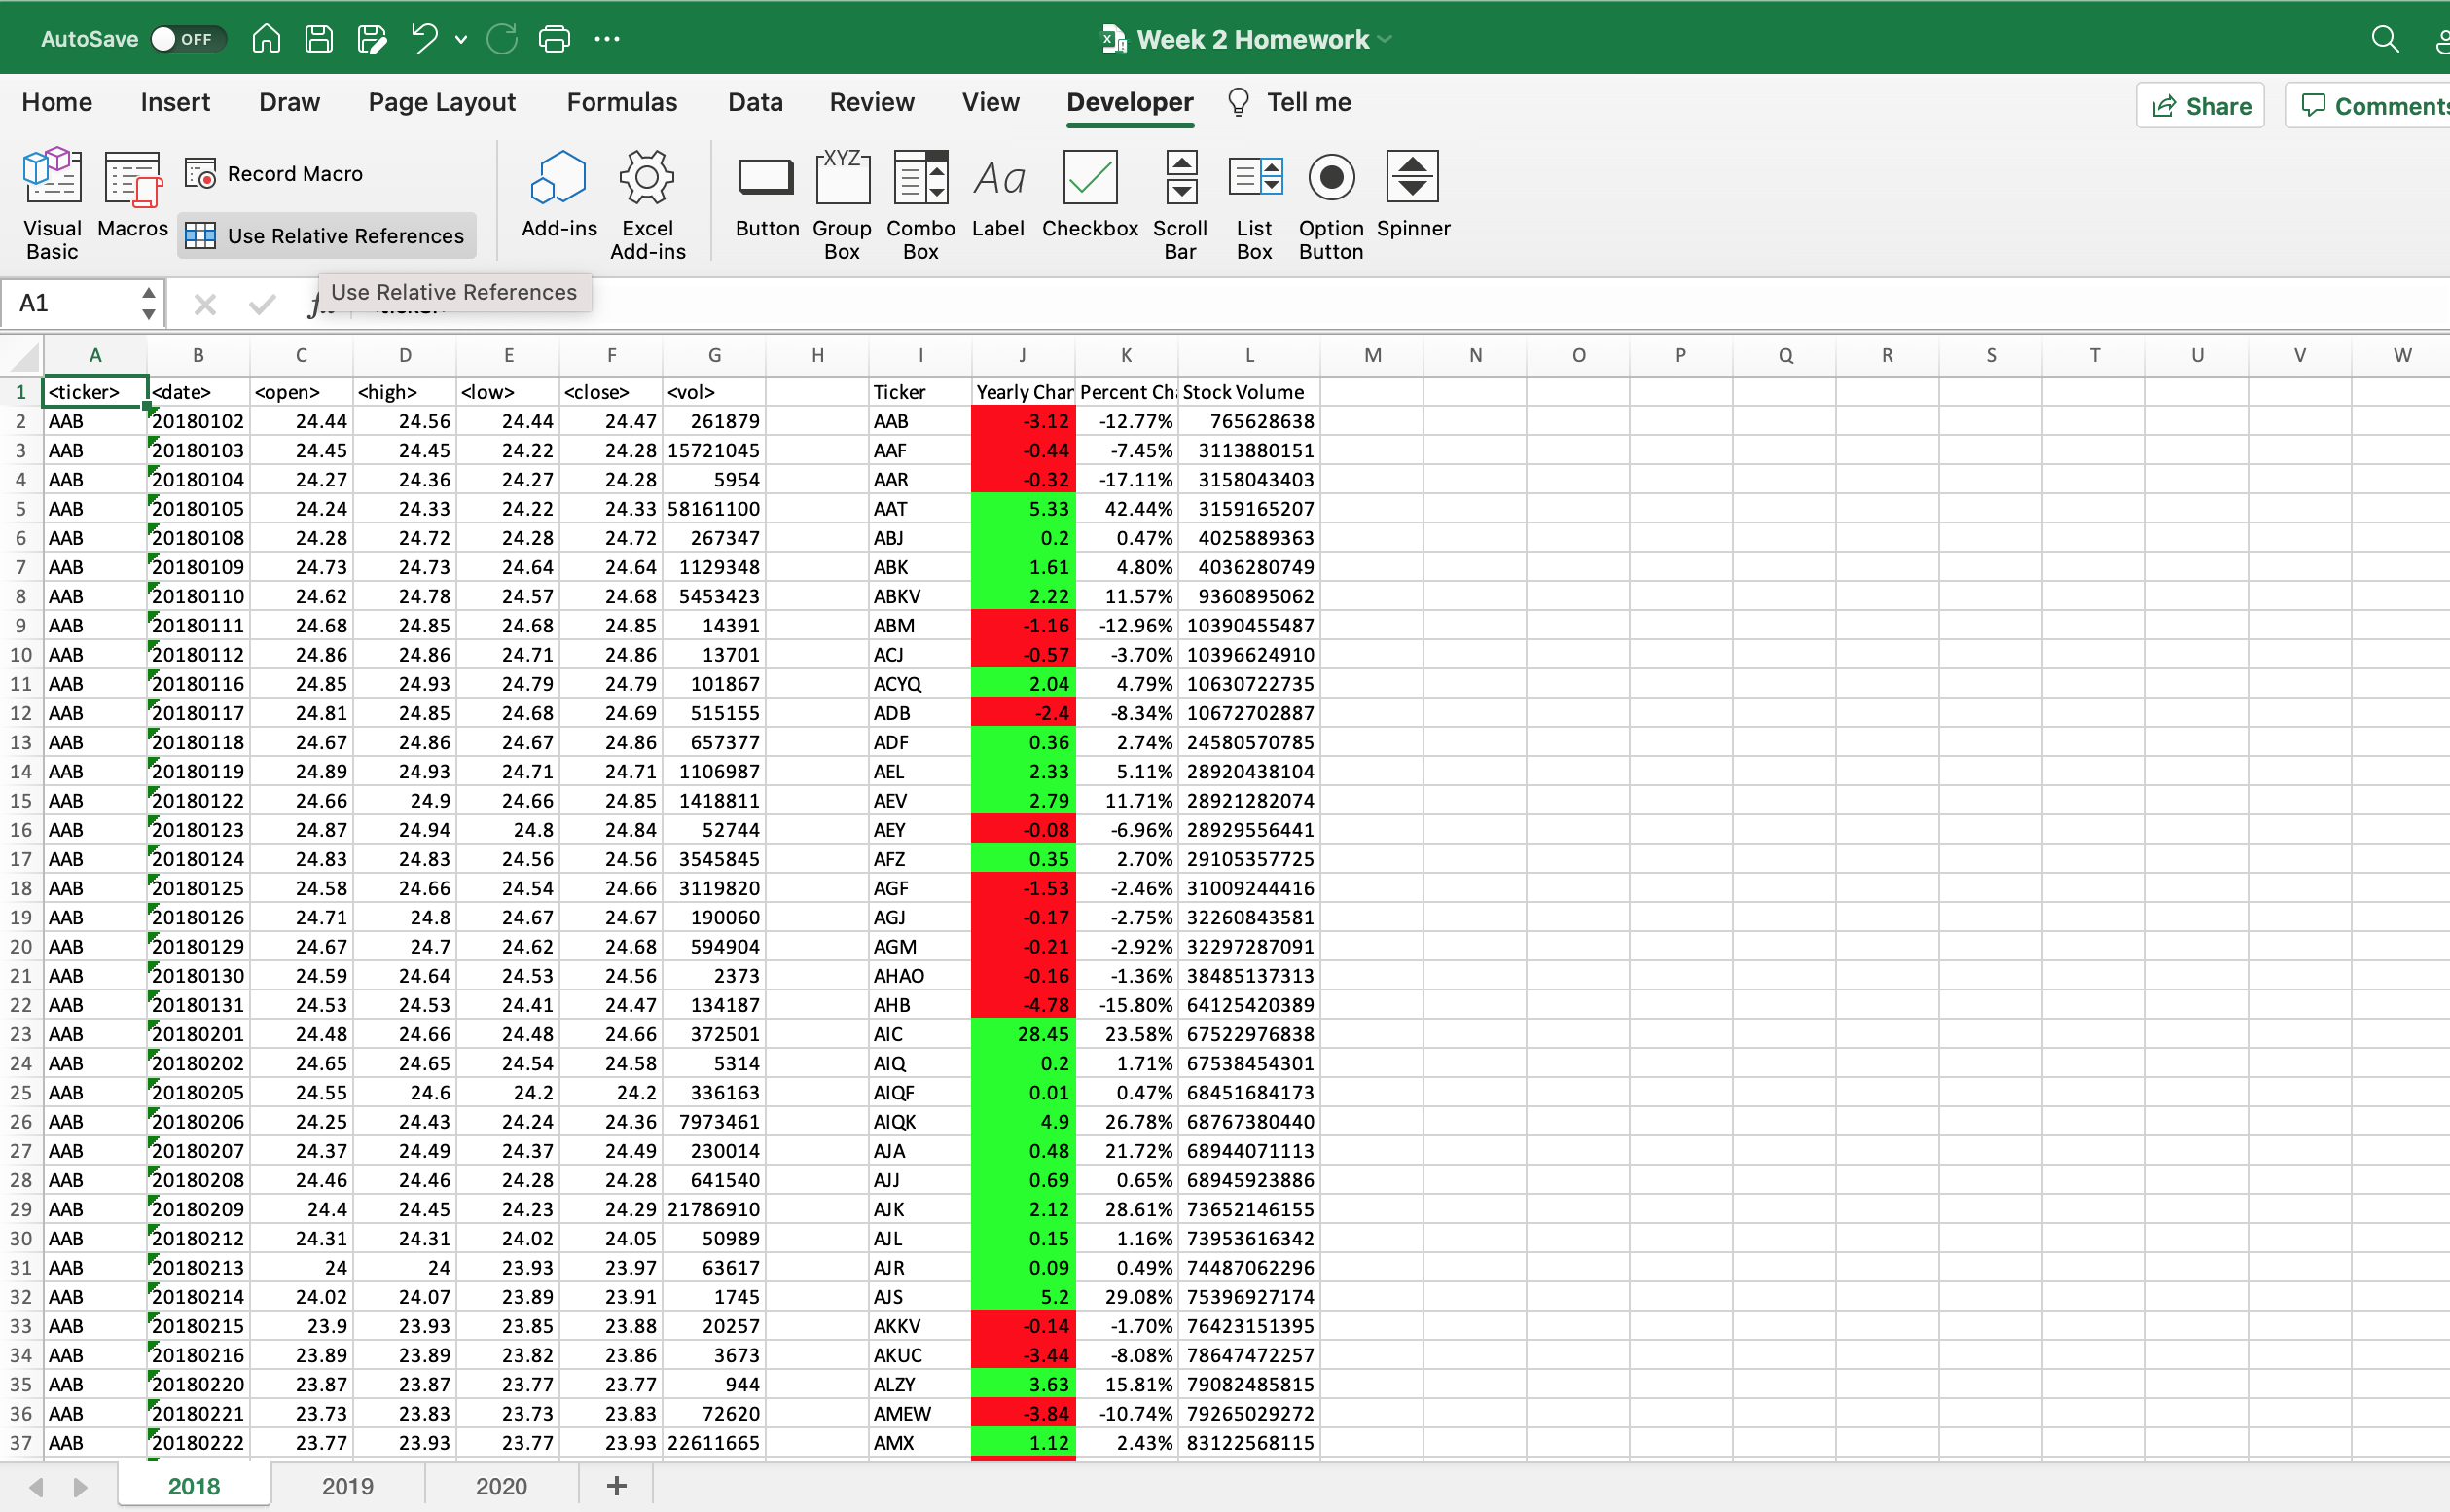 AutoSave OFF Week 2 Homework
Home Insert Draw Page Layout Formulas Data Review View Developer Tell me Share Comments
Visual Basic Macros Record Macro Use Relative References Add-ins Excel Add-ins Button XYZ Group Box Combo Box Aa Label Checkbox Scroll Bar List Box Option Button Spinner
A1 Use Relative References
A B C D E F G H I J K L M N O P Q R S T U V W
1 <ticker> <date> <open> <high> <low> <close> <vol> Ticker Yearly Char Percent Ch Stock Volume
2 AAB 20180102 24.44 24.56 24.44 24.47 261879 AAB -3.12 -12.77% 765628638
3 AAB 20180103 24.45 24.45 24.22 24.28 15721045 AAF -0.44 -7.45% 3113880151
4 AAB 20180104 24.27 24.36 24.27 24.28 5954 AAR -0.32 -17.11% 3158043403
5 AAB 20180105 24.24 24.33 24.22 24.33 58161100 AAT 5.33 42.44% 3159165207
6 AAB 20180108 24.28 24.72 24.28 24.72 267347 ABJ 0.2 0.47% 4025889363
7 AAB 20180109 24.73 24.73 24.64 24.64 1129348 ABK 1.61 4.80% 4036280749
8 AAB 20180110 24.62 24.78 24.57 24.68 5453423 ABKV 2.22 11.57% 9360895062
9 AAB 20180111 24.68 24.85 24.68 24.85 14391 ABM -1.16 -12.96% 10390455487
10 AAB 20180112 24.86 24.86 24.71 24.86 13701 ACJ -0.57 -3.70% 10396624910
11 AAB 20180116 24.85 24.93 24.79 24.79 101867 ACYQ 2.04 4.79% 10630722735
12 AAB 20180117 24.81 24.85 24.68 24.69 515155 ADB -2.4 -8.34% 10672702887
13 AAB 20180118 24.67 24.86 24.67 24.86 657377 ADF 0.36 2.74% 24580570785
14 AAB 20180119 24.89 24.93 24.71 24.71 1106987 AEL 2.33 5.11% 28920438104
15 AAB 20180122 24.66 24.9 24.66 24.85 1418811 AEV 2.79 11.71% 28921282074
16 AAB 20180123 24.87 24.94 24.8 24.84 52744 AEY -0.08 -6.96% 28929556441
17 AAB 20180124 24.83 24.83 24.56 24.56 3545845 AFZ 0.35 2.70% 29105357725
18 AAB 20180125 24.58 24.66 24.54 24.66 3119820 AGF -1.53 -2.46% 31009244416
19 AAB 20180126 24.71 24.8 24.67 24.67 190060 AGJ -0.17 -2.75% 32260843581
20 AAB 20180129 24.67 24.7 24.62 24.68 594904 AGM -0.21 -2.92% 32297287091
21 AAB 20180130 24.59 24.64 24.53 24.56 2373 AHAO -0.16 -1.36% 38485137313
22 AAB 20180131 24.53 24.53 24.41 24.47 134187 AHB -4.78 -15.80% 64125420389
23 AAB 20180201 24.48 24.66 24.48 24.66 372501 AIC 28.45 23.58% 67522976838
24 AAB 20180202 24.65 24.65 24.54 24.58 5314 AIQ 0.2 1.71% 67538454301
25 AAB 20180205 24.55 24.6 24.2 24.2 336163 AIQF 0.01 0.47% 68451684173
26 AAB 20180206 24.25 24.43 24.24 24.36 7973461 AIQK 4.9 26.78% 68767380440
27 AAB 20180207 24.37 24.49 24.37 24.49 230014 AJA 0.48 21.72% 68944071113
28 AAB 20180208 24.46 24.46 24.28 24.28 641540 AJJ 0.69 0.65% 68945923886
29 AAB 20180209 24.4 24.45 24.23 24.29 21786910 AJK 2.12 28.61% 73652146155
30 AAB 20180212 24.31 24.31 24.02 24.05 50989 AJL 0.15 1.16% 73953616342
31 AAB 20180213 24 24 23.93 23.97 63617 AJR 0.09 0.49% 74487062296
32 AAB 20180214 24.02 24.07 23.89 23.91 1745 AJS 5.2 29.08% 75396927174
33 AAB 20180215 23.9 23.93 23.85 23.88 20257 AKKV -0.14 -1.70% 76423151395
34 AAB 20180216 23.89 23.89 23.82 23.86 3673 AKUC -3.44 -8.08% 78647472257
35 AAB 20180220 23.87 23.87 23.77 23.77 944 ALZY 3.63 15.81% 79082485815
36 AAB 20180221 23.73 23.83 23.73 23.83 72620 AMEW -3.84 -10.74% 79265029272
37 AAB 20180222 23.77 23.93 23.77 23.93 22611665 AMX 1.12 2.43% 83122568115
2018 2019 2020 +